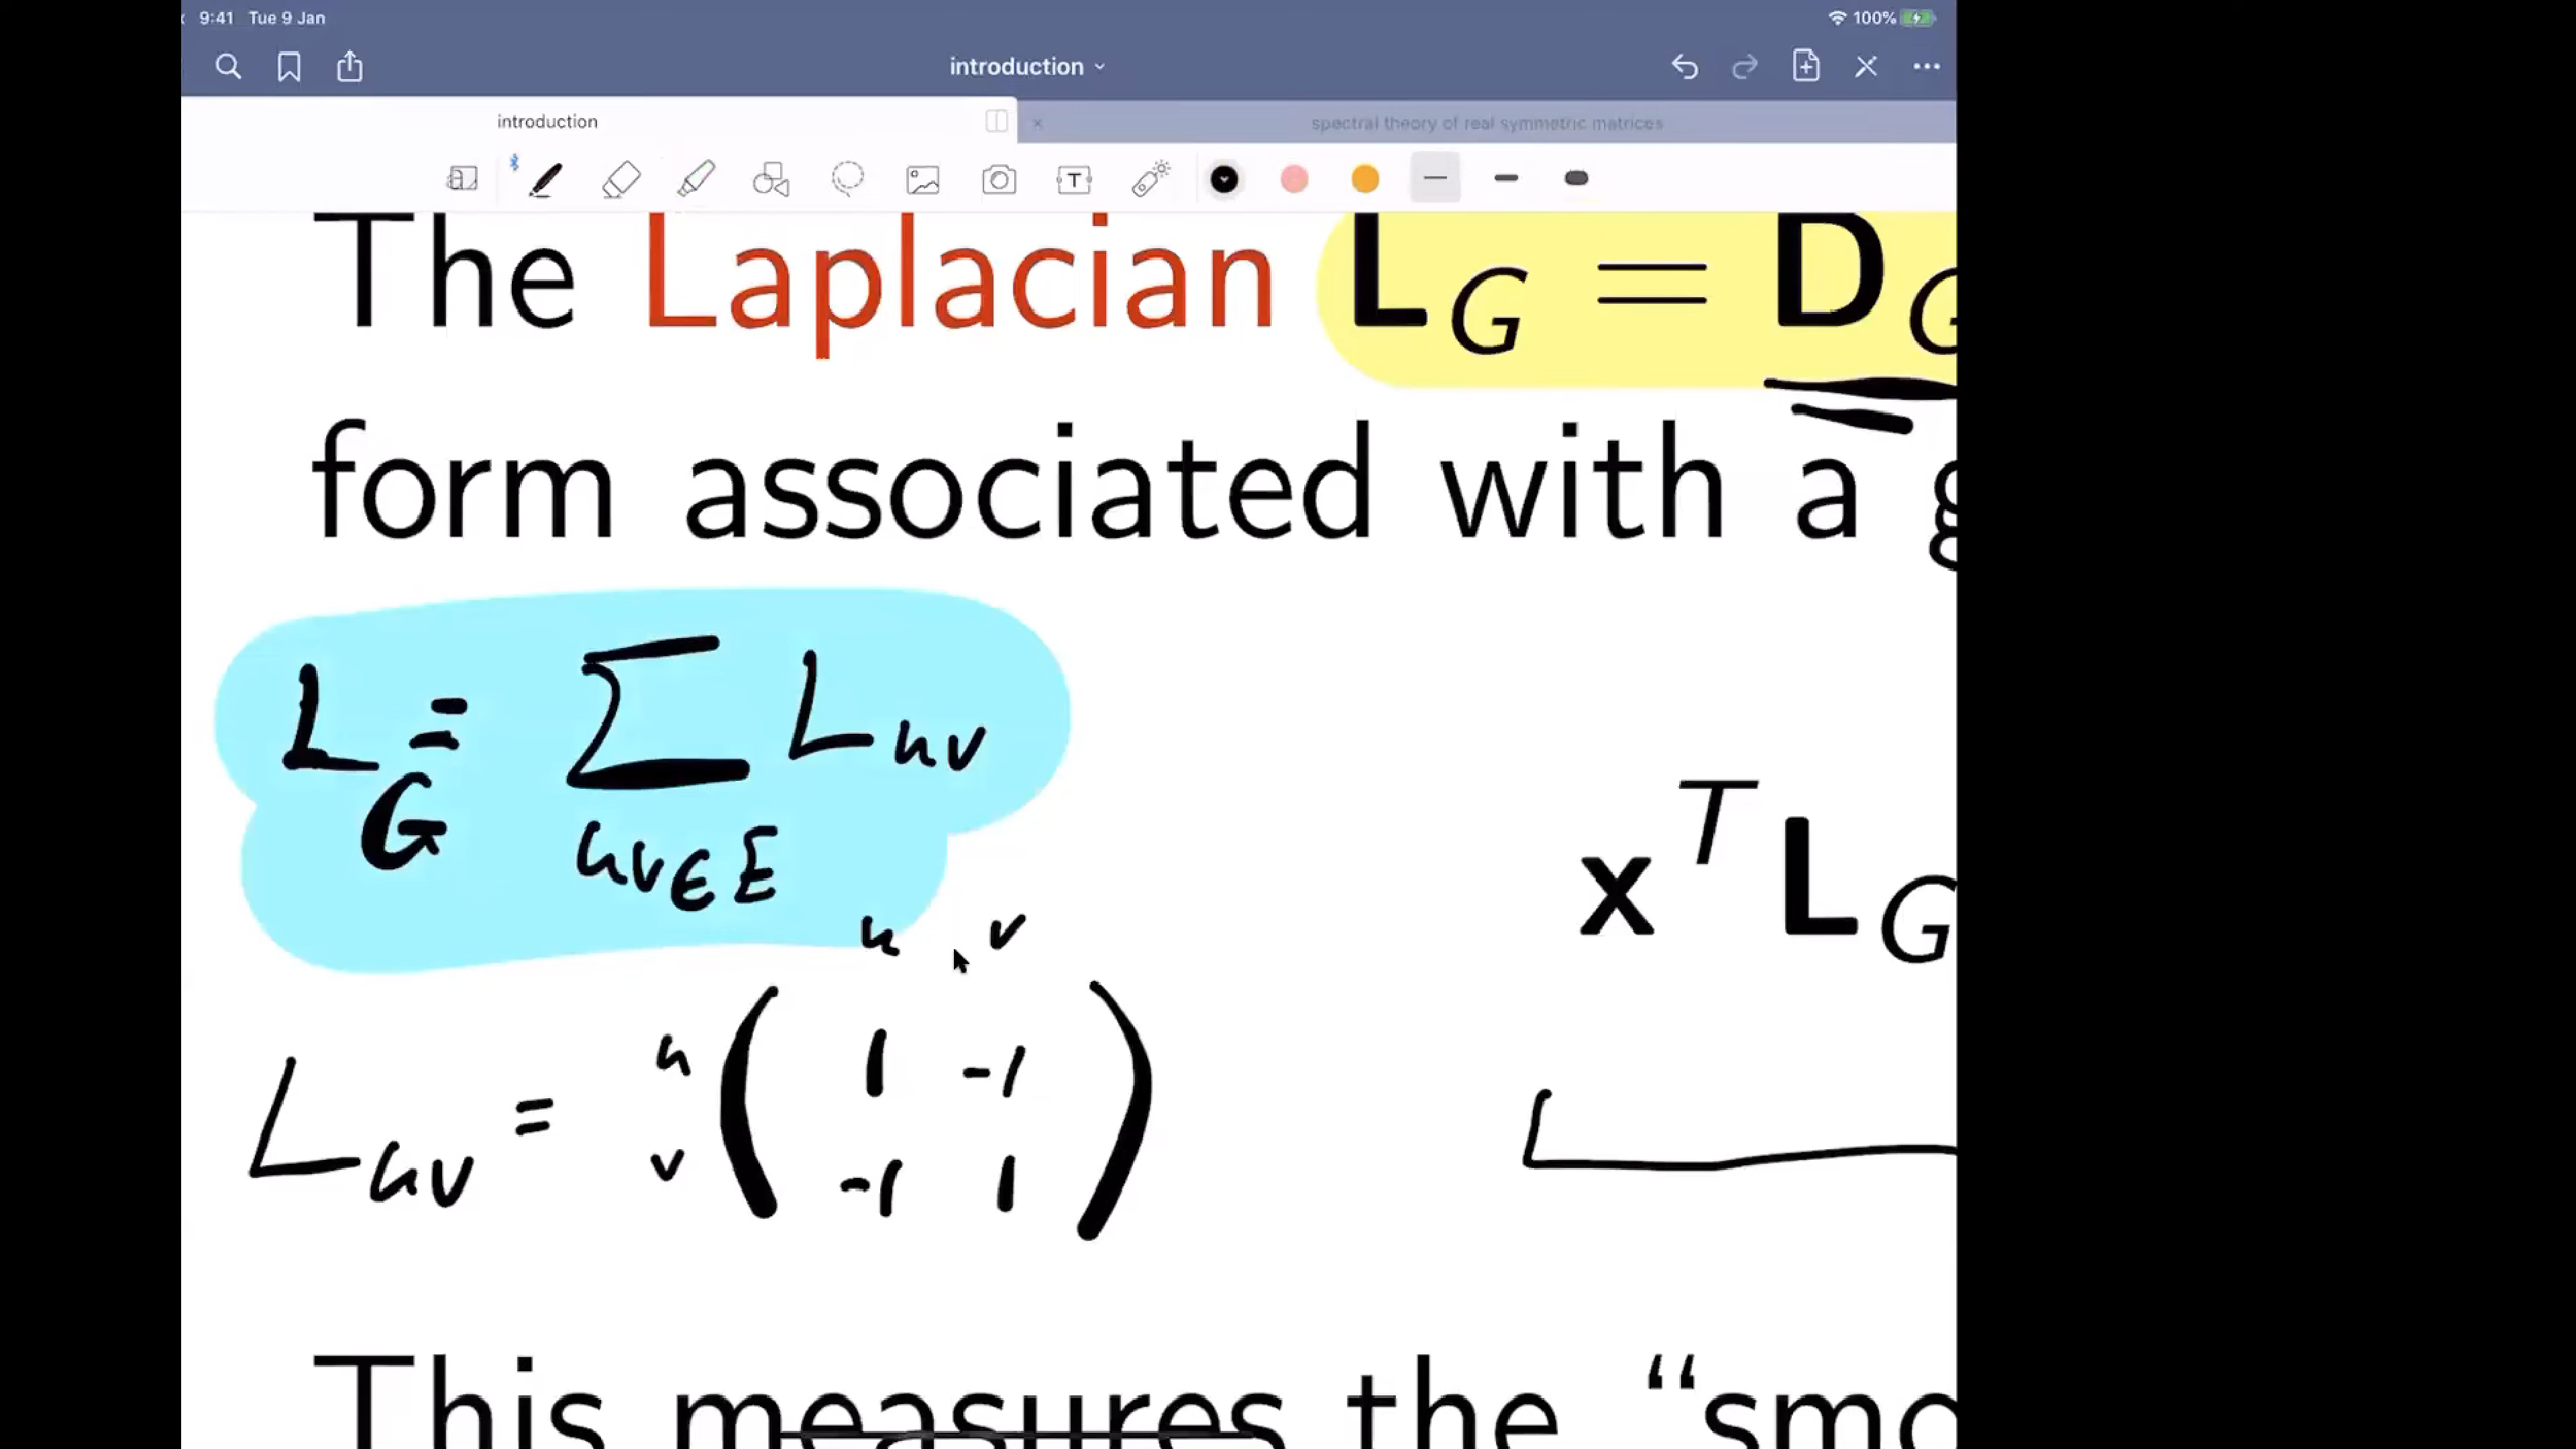 9:41 Tue 9 Jan 100%
introduction
introduction × spectral theory of real symmetric matrices
The Laplacian L_G = D_G
form associated with a g
L_G = ∑ L_uv
uv∈E
x^T L_G
u v
L_uv = u ( 1 -1 )
v ( -1 1 )
This measures the “smo